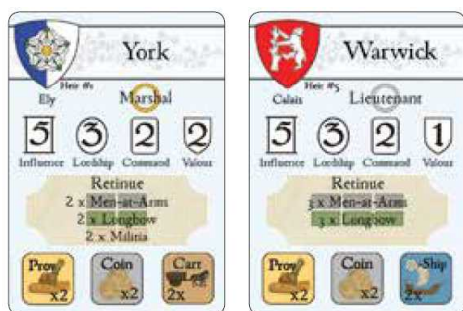 York
Heir #1
Ely
Marshal
5 3 2 2
Influence Lordship Command Valour
Retinue
2 x Men-at-Arms
2 x Longbow
2 x Militia
Prov x2
Coin x2
Cart 2x
Warwick
Heir #5
Calais
Lieutenant
5 3 2 1
Influence Lordship Command Valour
Retinue
3 x Men-at-Arms
3 x Longbow
Prov x2
Coin x2
Ship 2x